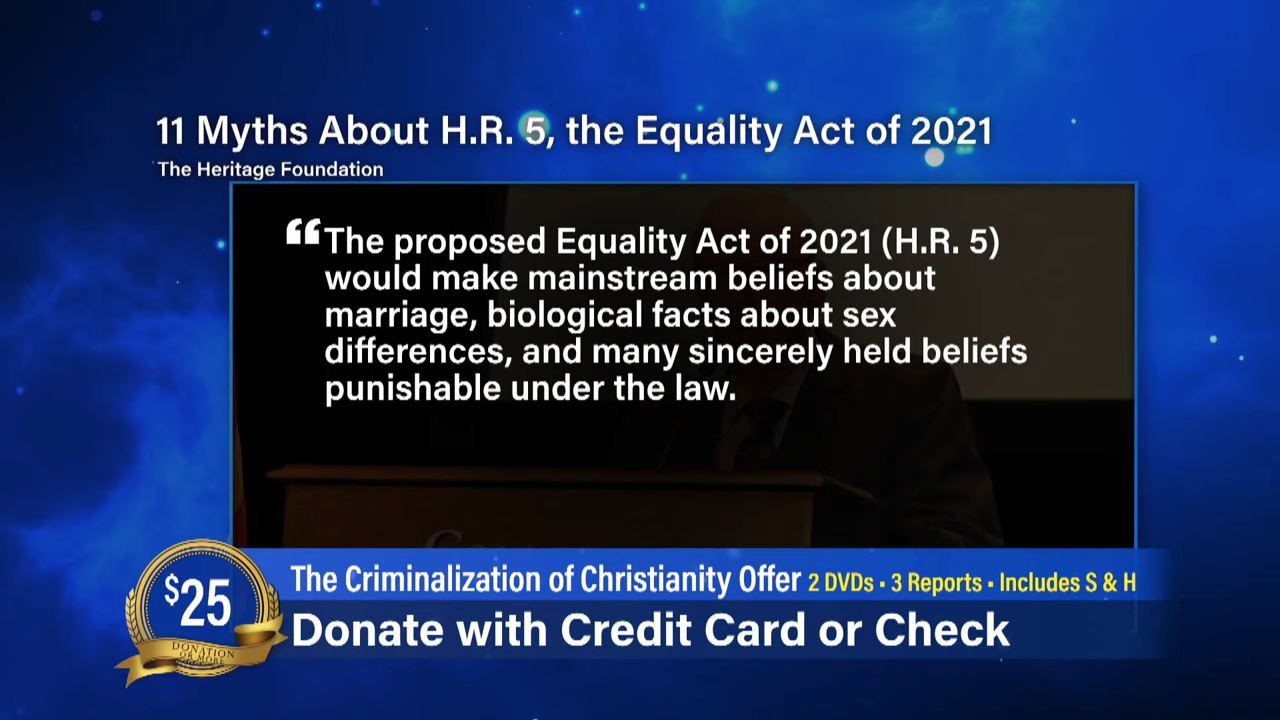 11 Myths About H.R. 5, the Equality Act of 2021
The Heritage Foundation
“The proposed Equality Act of 2021 (H.R. 5)
would make mainstream beliefs about
marriage, biological facts about sex
differences, and many sincerely held beliefs
punishable under the law.
$25
DONATION
OR MORE
The Criminalization of Christianity Offer 2 DVDs • 3 Reports • Includes S & H
Donate with Credit Card or Check